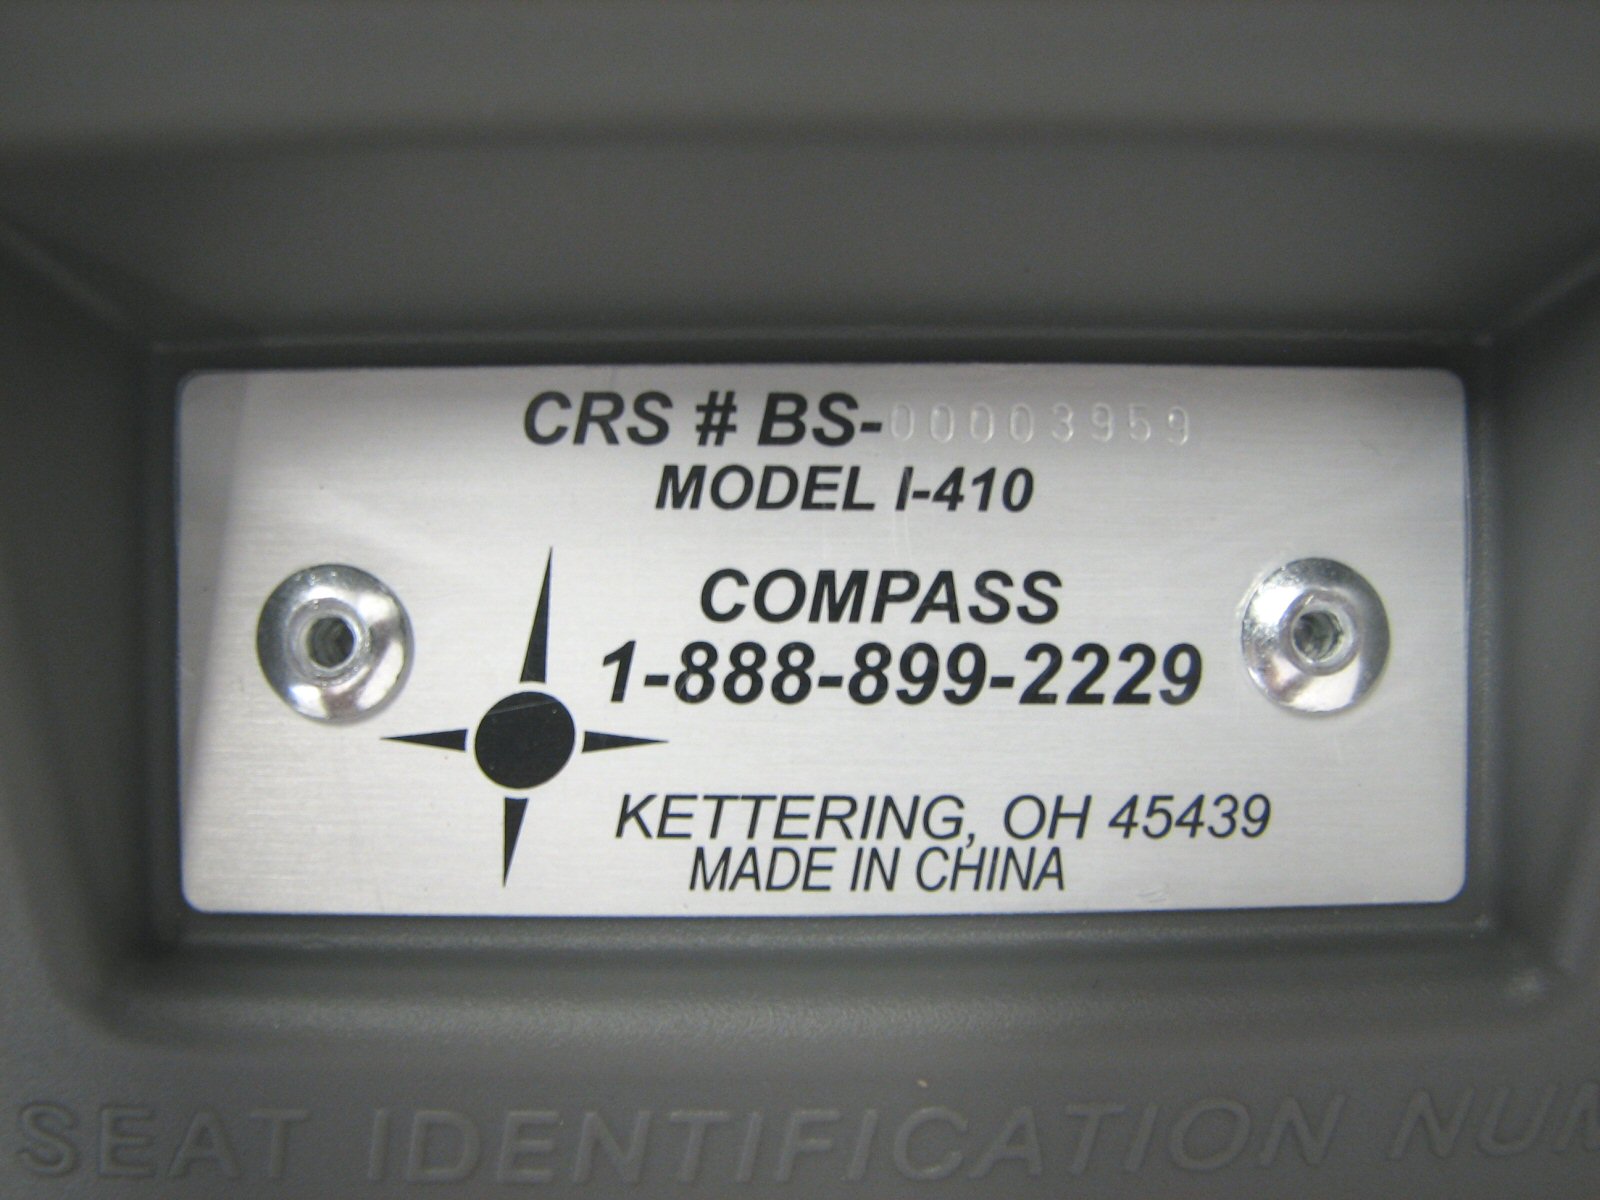 CRS # BS-00003959
MODEL I-410
COMPASS
1-888-899-2229
KETTERING, OH 45439
MADE IN CHINA
SEAT IDENTIFICATION